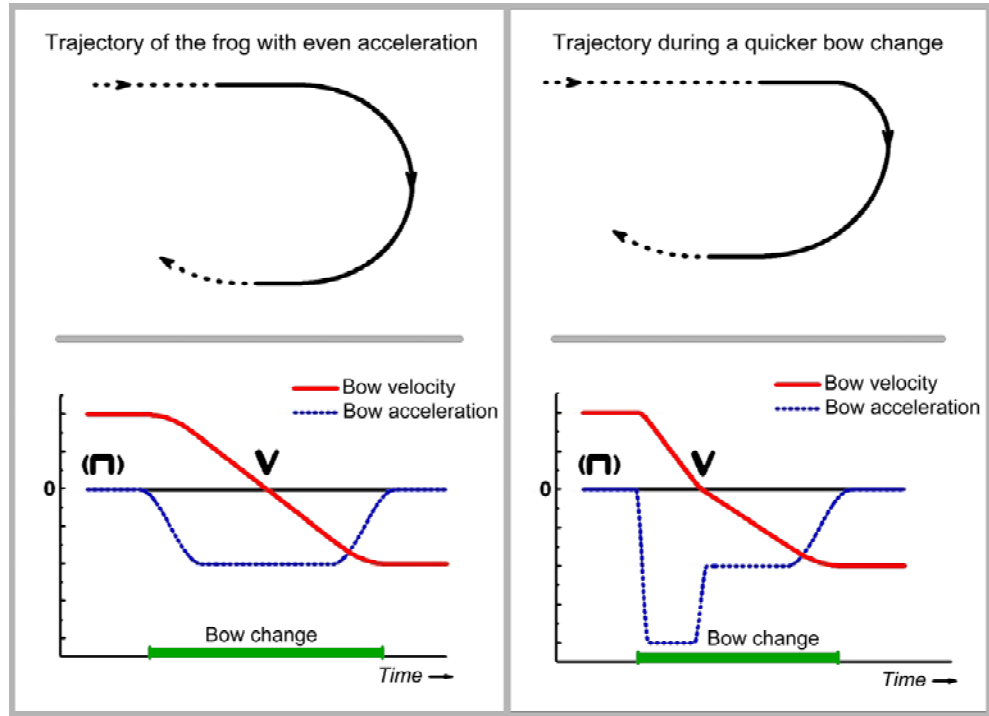 Trajectory of the frog with even acceleration
Bow velocity
Bow acceleration
(⊓)
V
0
Bow change
Time
Trajectory during a quicker bow change
Bow velocity
Bow acceleration
(⊓)
V
0
Bow change
Time